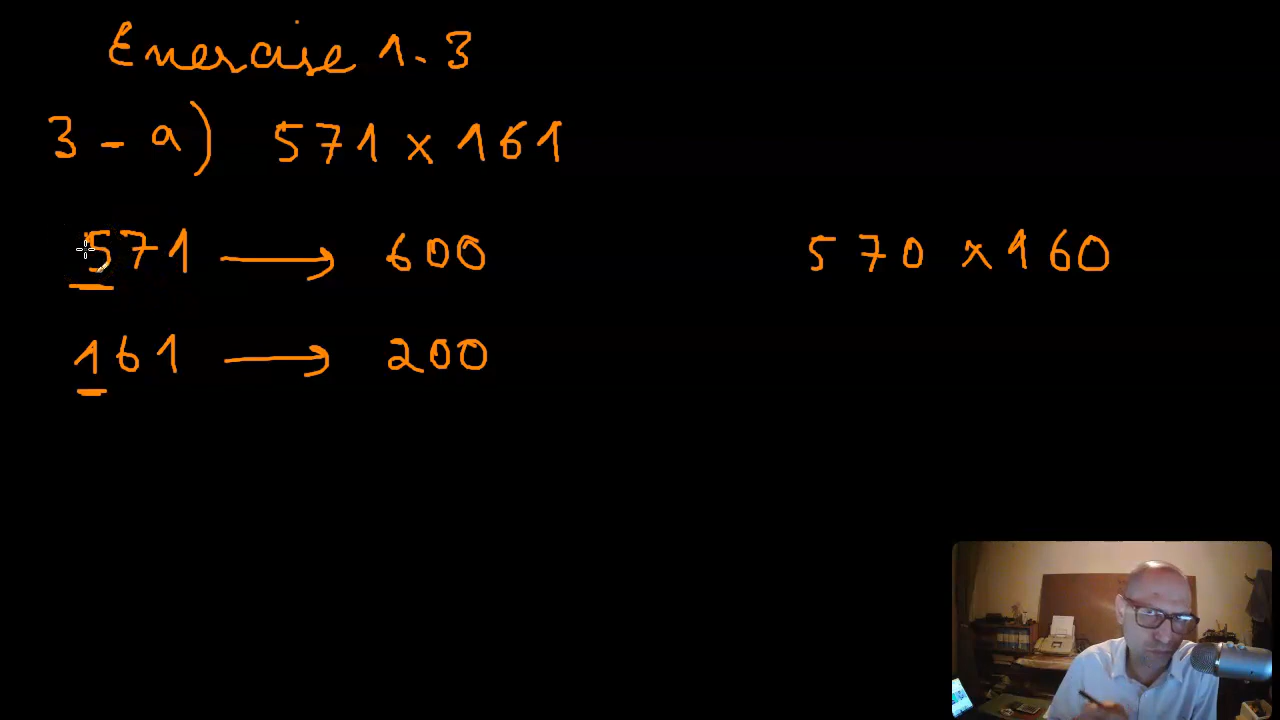 Exercise 1.3
3-a) 571 x 161
571 → 600
570 x 160
161 → 200